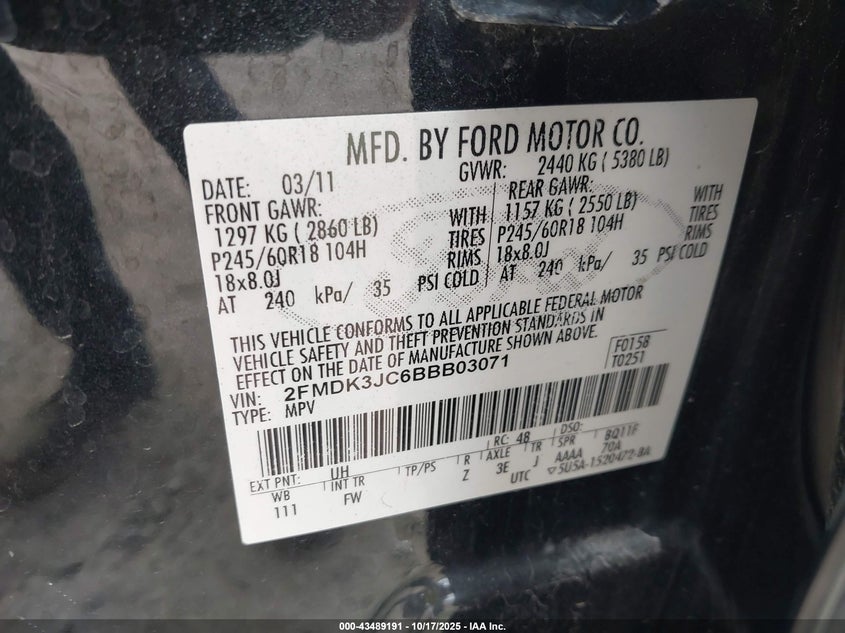 MFD. BY FORD MOTOR CO.
DATE: 03/11 GVWR: 2440 KG ( 5380 LB)
FRONT GAWR: REAR GAWR:
1297 KG ( 2860 LB) WITH 1157 KG ( 2550 LB) WITH
P245/60R18 104H TIRES P245/60R18 104H TIRES
18x8.0J RIMS 18x8.0J RIMS
AT 240 kPa/ 35 PSI COLD AT 240 kPa/ 35 PSI COLD
THIS VEHICLE CONFORMS TO ALL APPLICABLE FEDERAL MOTOR
VEHICLE SAFETY AND THEFT PREVENTION STANDARDS IN
EFFECT ON THE DATE OF MANUFACTURE SHOWN ABOVE.
VIN: 2FMDK3JC6BBB03071
TYPE: MPV
F0158
T0251
EXT PNT: UH RC: 48 DSO:
WB INT TR TP/PS R AXLE TR SPR BQ11F
111 FW Z 3E J AAAA 70A
UTC ▽5U5A-1520472-BA
000-43489191 - 10/17/2025 - IAA Inc.